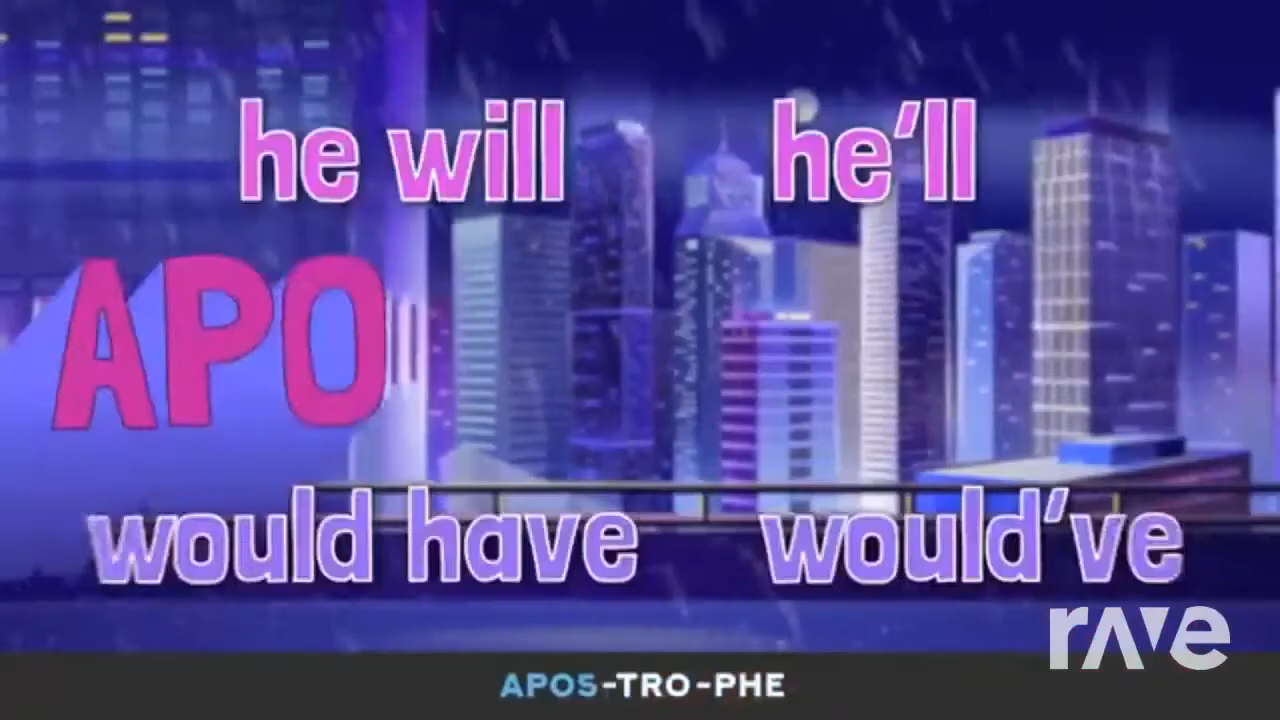 he will he’ll
APO
would have would’ve
rave
APOS-TRO-PHE